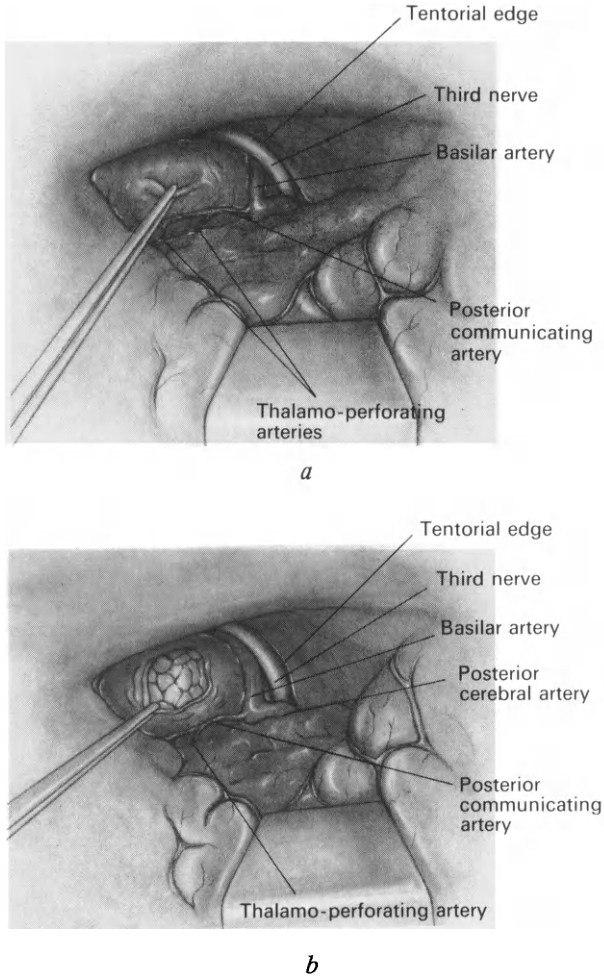 Tentorial edge
Third nerve
Basilar artery
Posterior
communicating
artery
Thalamo-perforating
arteries
a
Tentorial edge
Third nerve
Basilar artery
Posterior
cerebral artery
Posterior
communicating
artery
Thalamo-perforating artery
b